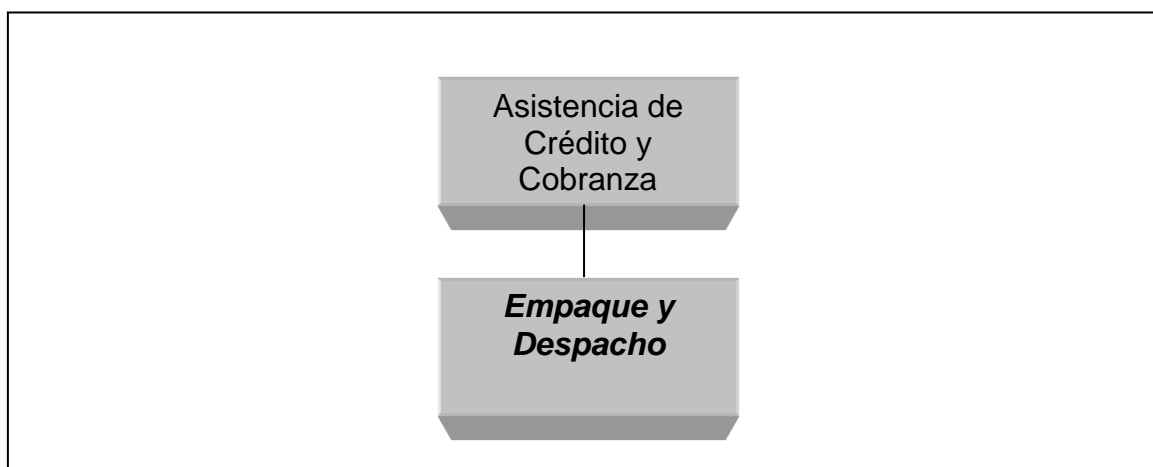 Asistencia de
Crédito y
Cobranza
Empaque y
Despacho